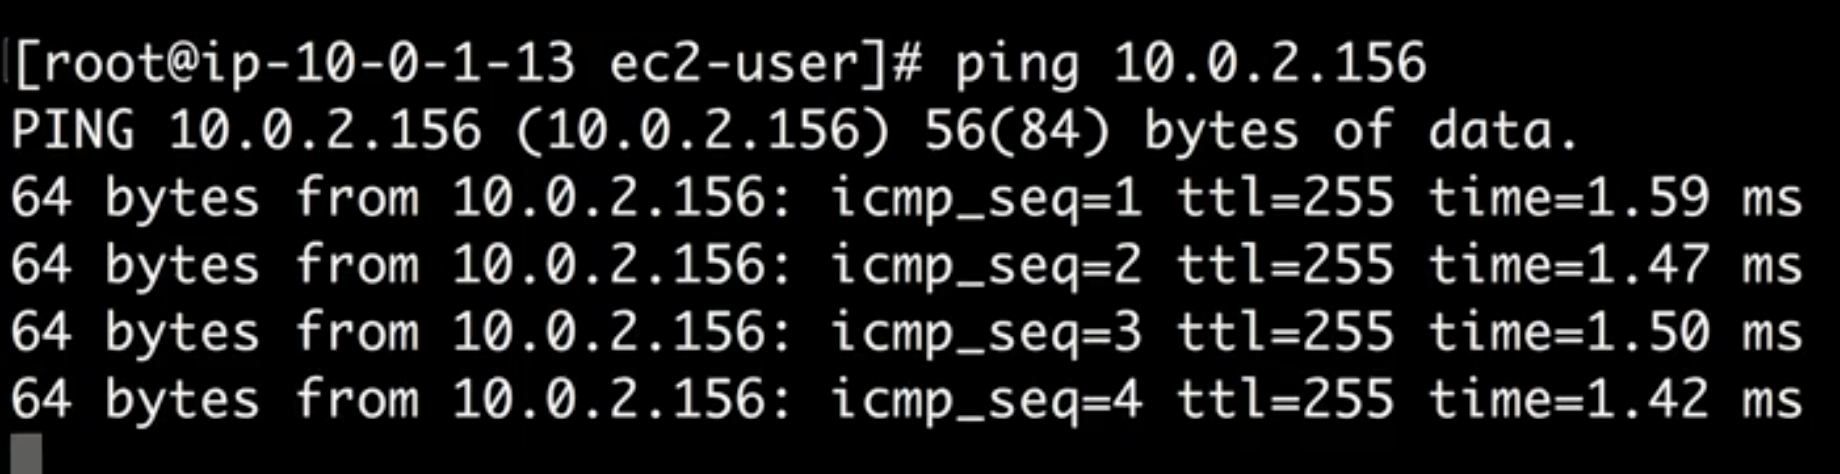 [root@ip-10-0-1-13 ec2-user]# ping 10.0.2.156
PING 10.0.2.156 (10.0.2.156) 56(84) bytes of data.
64 bytes from 10.0.2.156: icmp_seq=1 ttl=255 time=1.59 ms
64 bytes from 10.0.2.156: icmp_seq=2 ttl=255 time=1.47 ms
64 bytes from 10.0.2.156: icmp_seq=3 ttl=255 time=1.50 ms
64 bytes from 10.0.2.156: icmp_seq=4 ttl=255 time=1.42 ms